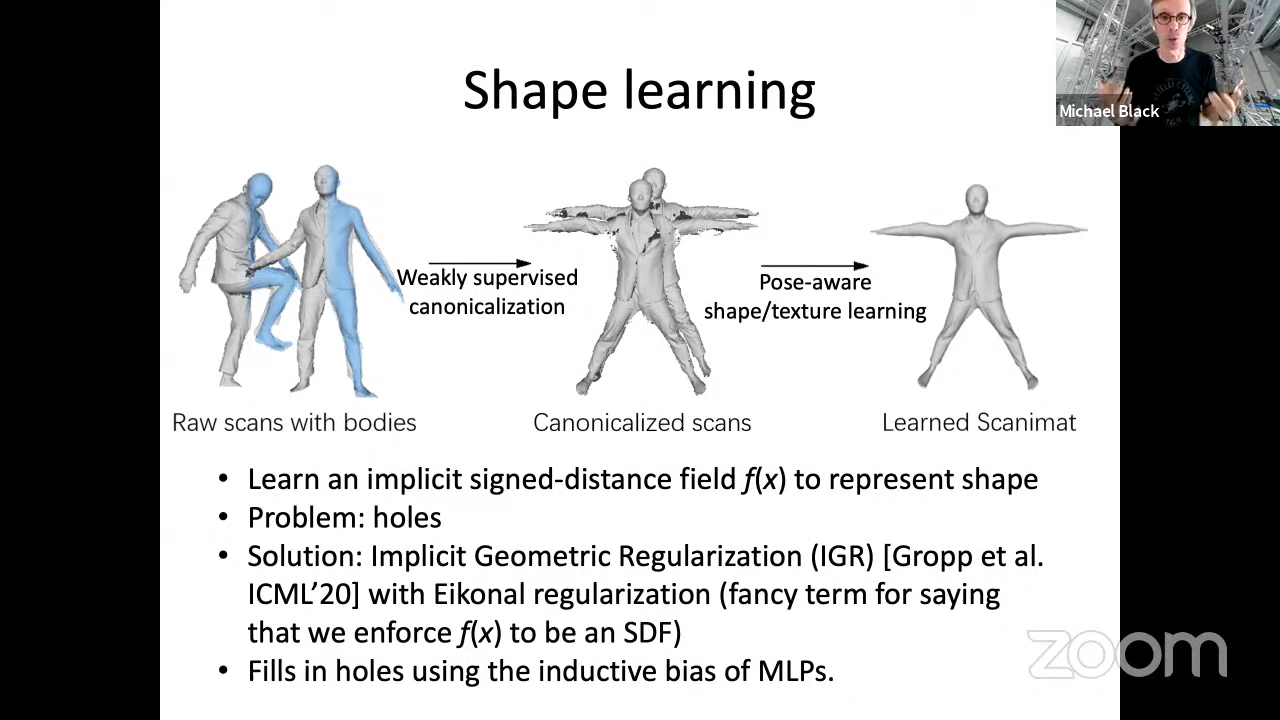 Shape learning
Michael Black
Weakly supervised
canonicalization
Pose-aware
shape/texture learning
Raw scans with bodies
Canonicalized scans
Learned Scanimat
• Learn an implicit signed-distance field f(x) to represent shape
• Problem: holes
• Solution: Implicit Geometric Regularization (IGR) [Gropp et al.
ICML’20] with Eikonal regularization (fancy term for saying
that we enforce f(x) to be an SDF)
• Fills in holes using the inductive bias of MLPs.
zoom